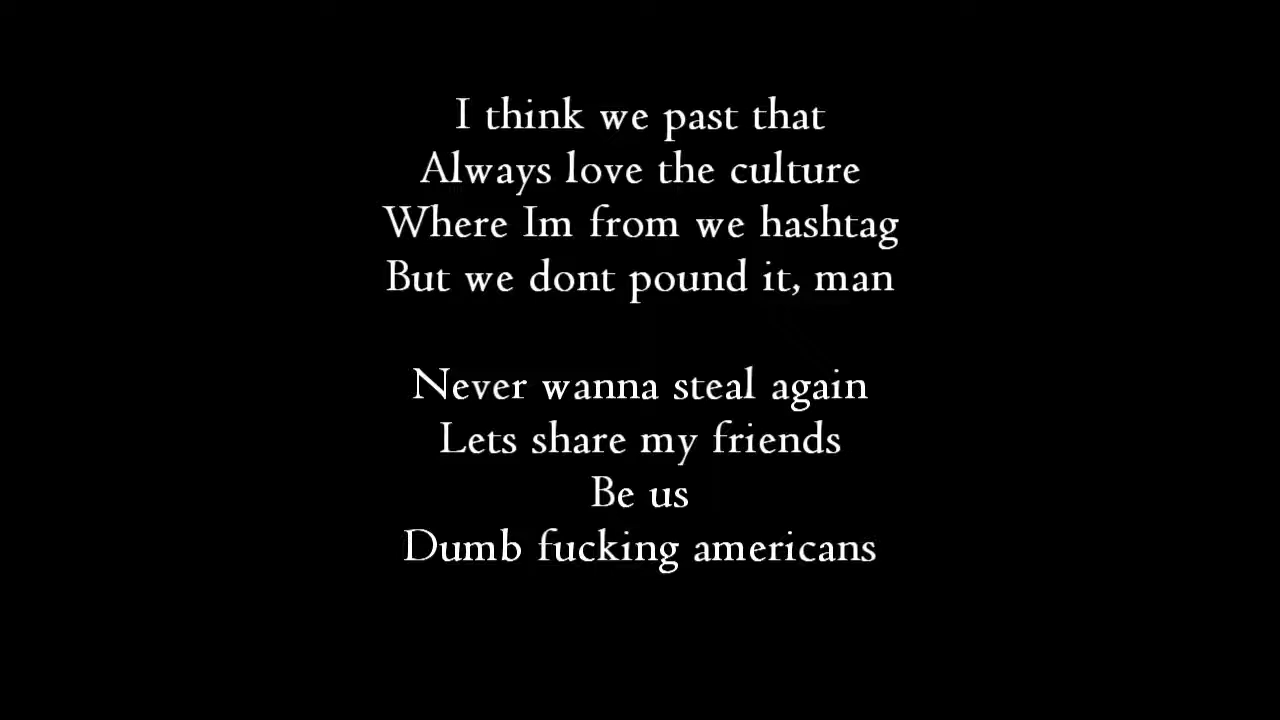 I think we past that
Always love the culture
Where Im from we hashtag
But we dont pound it, man
Never wanna steal again
Lets share my friends
Be us
Dumb fucking americans